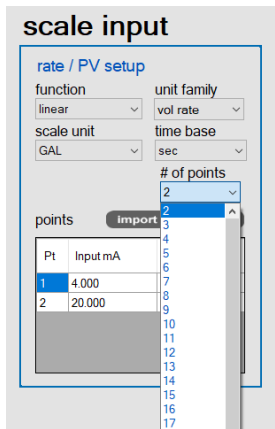 scale input
rate / PV setup
function unit family
linear vol rate
scale unit time base
GAL sec
# of points
2
points import
2
3
4
5
6
7
8
9
10
11
12
13
14
15
16
17
Pt Input mA
1 4.000
2 20.000